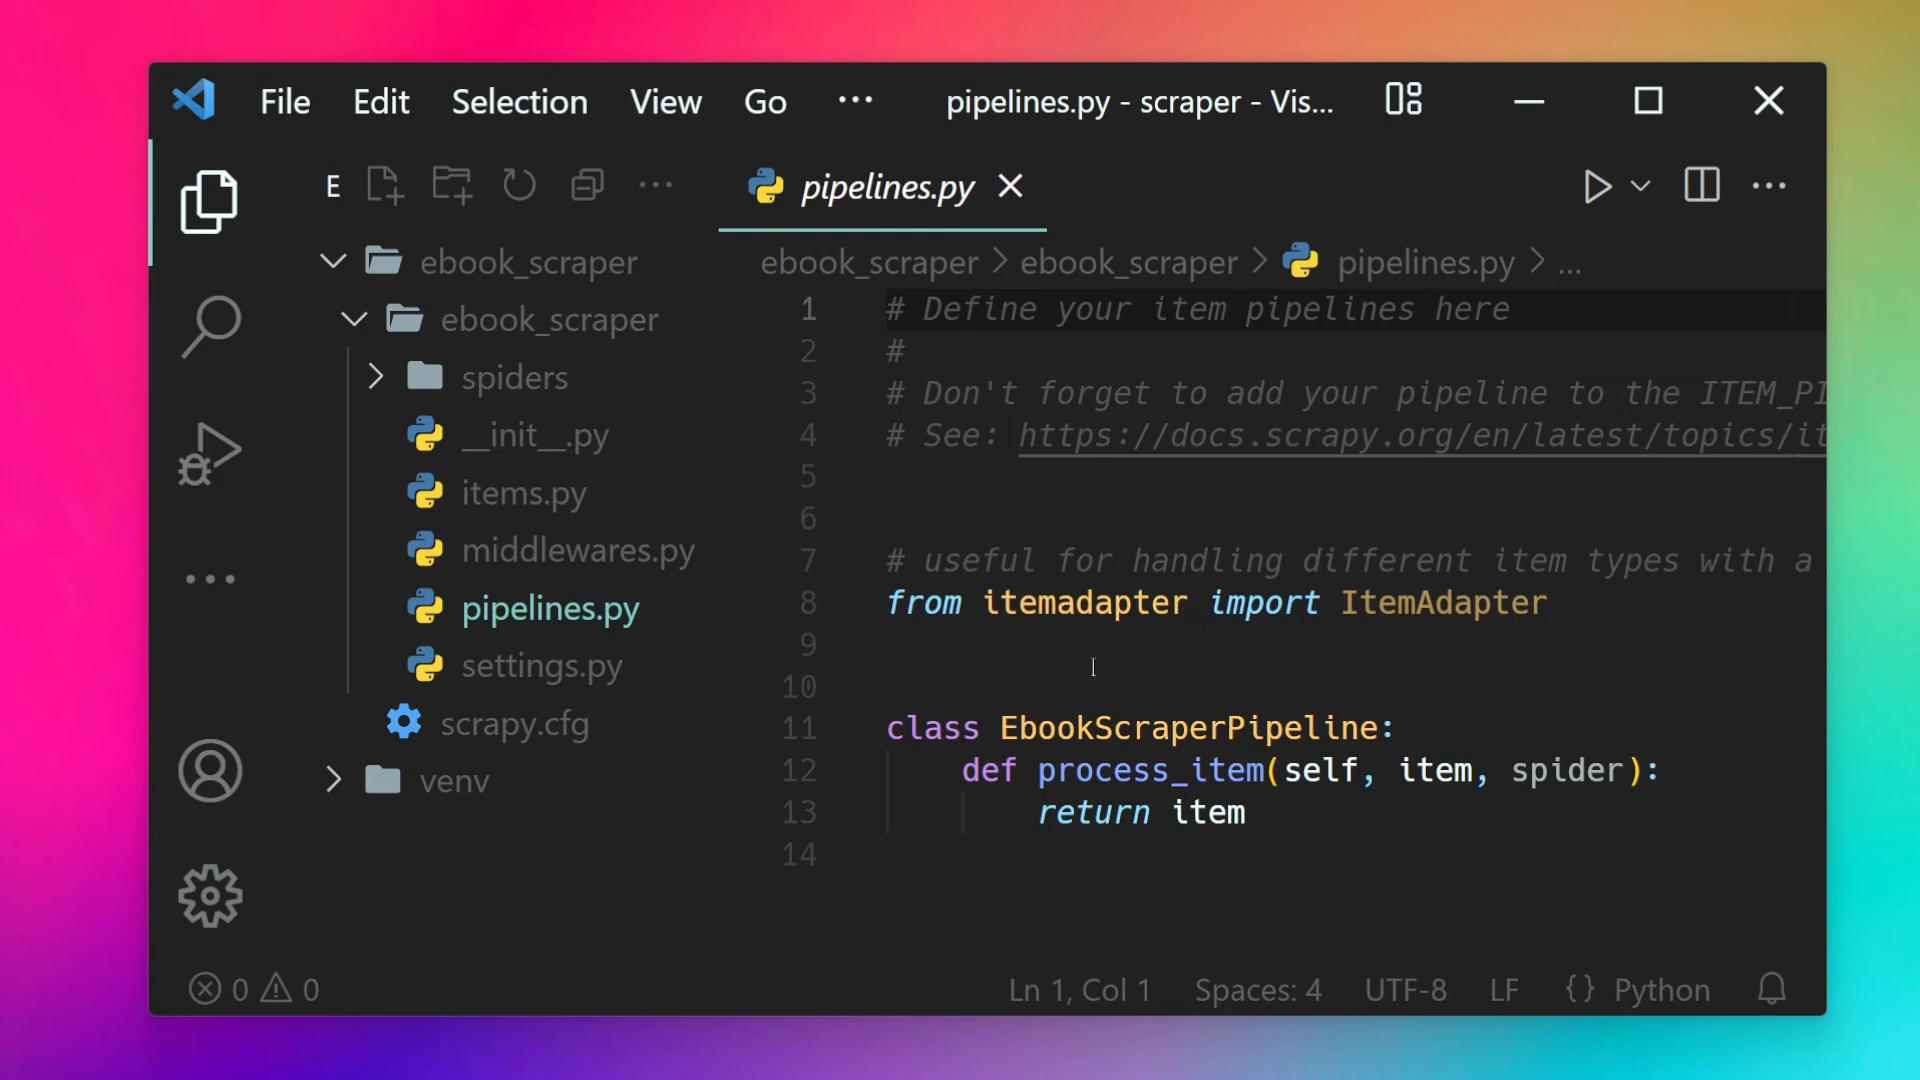 File Edit Selection View Go ··· pipelines.py - scraper - Vis...
E
pipelines.py
ebook_scraper
ebook_scraper
spiders
__init__.py
items.py
middlewares.py
pipelines.py
settings.py
scrapy.cfg
venv
ebook_scraper > ebook_scraper > pipelines.py > ...
1 # Define your item pipelines here
2 #
3 # Don't forget to add your pipeline to the ITEM_PI
4 # See: https://docs.scrapy.org/en/latest/topics/it
5
6
7 # useful for handling different item types with a
8 from itemadapter import ItemAdapter
9
10
11 class EbookScraperPipeline:
12     def process_item(self, item, spider):
13         return item
14
0 0 Ln 1, Col 1 Spaces: 4 UTF-8 LF {} Python